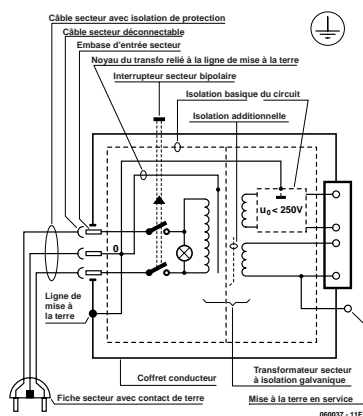 Câble secteur avec isolation de protection
Câble secteur déconnectable
Embase d'entrée secteur
Noyau du transfo relié à la ligne de mise à la terre
Interrupteur secteur bipolaire
Isolation basique du circuit
Isolation additionnelle
u0 < 250V
0
Ligne de
mise à
la terre
Coffret conducteur
Transformateur secteur
à isolation galvanique
Fiche secteur avec contact de terre
Mise à la terre en service
060037 - 11F